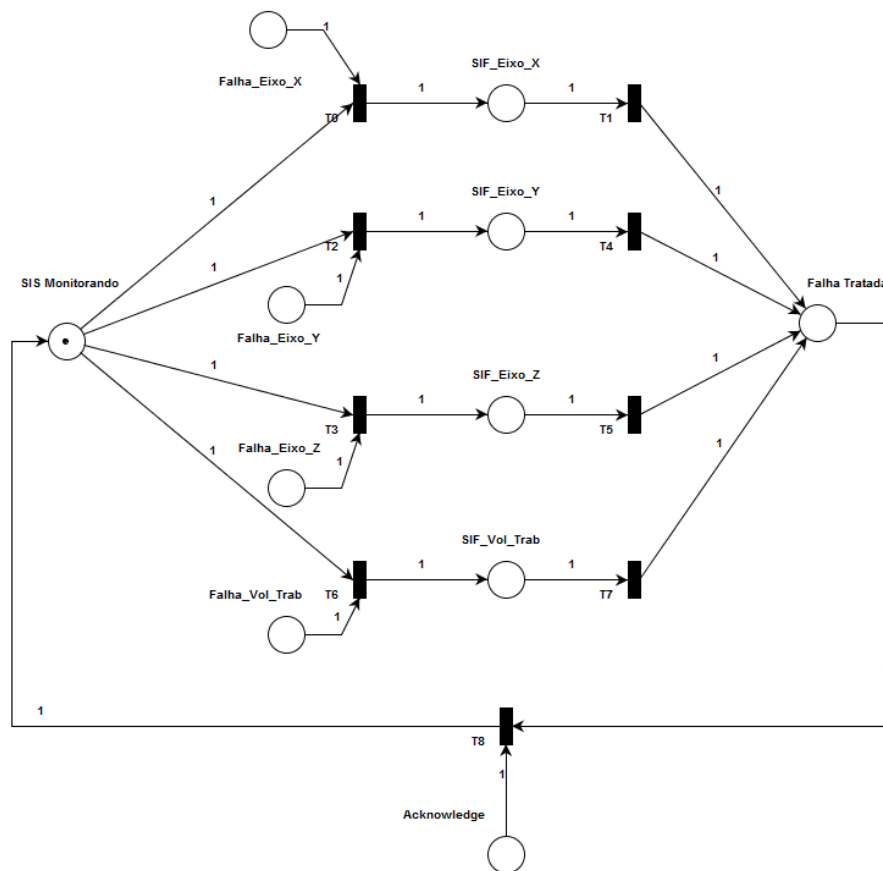 1
Falha_Eixo_X
SIF_Eixo_X
1
1
T0
T1
1
1
SIF_Eixo_Y
1
1
T2
T4
1
1
1
SIS Monitorando
Falha Tratada
Falha_Eixo_Y
SIF_Eixo_Z
1
1
1
1
T3
T5
Falha_Eixo_Z
1
1
1
SIF_Vol_Trab
1
1
Falha_Vol_Trab
T6
T7
1
1
T8
1
Acknowledge